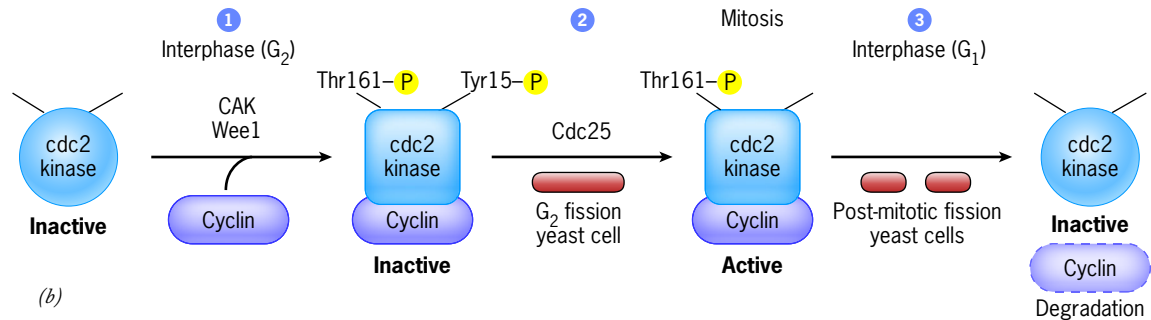 1
Interphase (G2)
2
Mitosis
3
Interphase (G1)
Thr161–P
Tyr15–P
Thr161–P
cdc2
kinase
Inactive
CAK
Wee1
Cyclin
cdc2
kinase
Cyclin
Inactive
Cdc25
G2 fission
yeast cell
cdc2
kinase
Cyclin
Active
Post-mitotic fission
yeast cells
cdc2
kinase
Inactive
Cyclin
Degradation
(b)